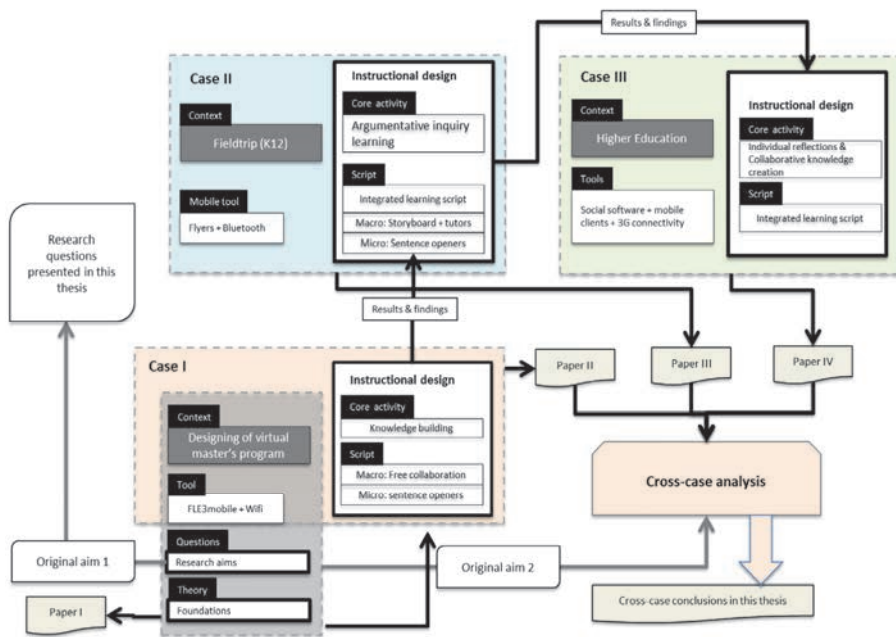 Results & findings
Case II
Context
Fieldtrip (K12)
Mobile tool
Flyers + Bluetooth
Instructional design
Core activity
Argumentative inquiry
learning
Script
Integrated learning script
Macro: Storyboard + tutors
Micro: Sentence openers
Case III
Context
Higher Education
Tools
Social software + mobile
clients + 3G connectivity
Instructional design
Core activity
Individual reflections &
Collaborative knowledge
creation
Script
Integrated learning script
Research
questions
presented in this
thesis
Results & findings
Case I
Context
Designing of virtual
master's program
Tool
FLE3mobile + Wifi
Questions
Research aims
Theory
Foundations
Instructional design
Core activity
Knowledge building
Script
Macro: Free collaboration
Micro: sentence openers
Paper II
Paper III
Paper IV
Cross-case analysis
Original aim 1
Original aim 2
Paper I
Cross-case conclusions in this thesis